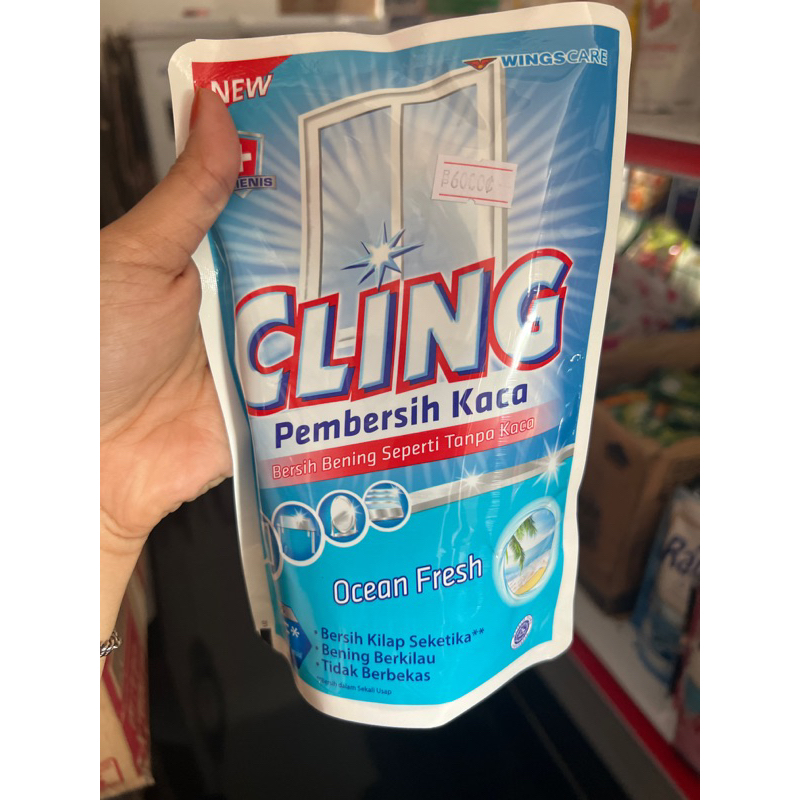 NEW
WINGSCARE
RP6000
CLING
Pembersih Kaca
Bersih Bening Seperti Tanpa Kaca
Ocean Fresh
• Bersih Kilap Seketika**
• Bening Berkilau
• Tidak Berbekas